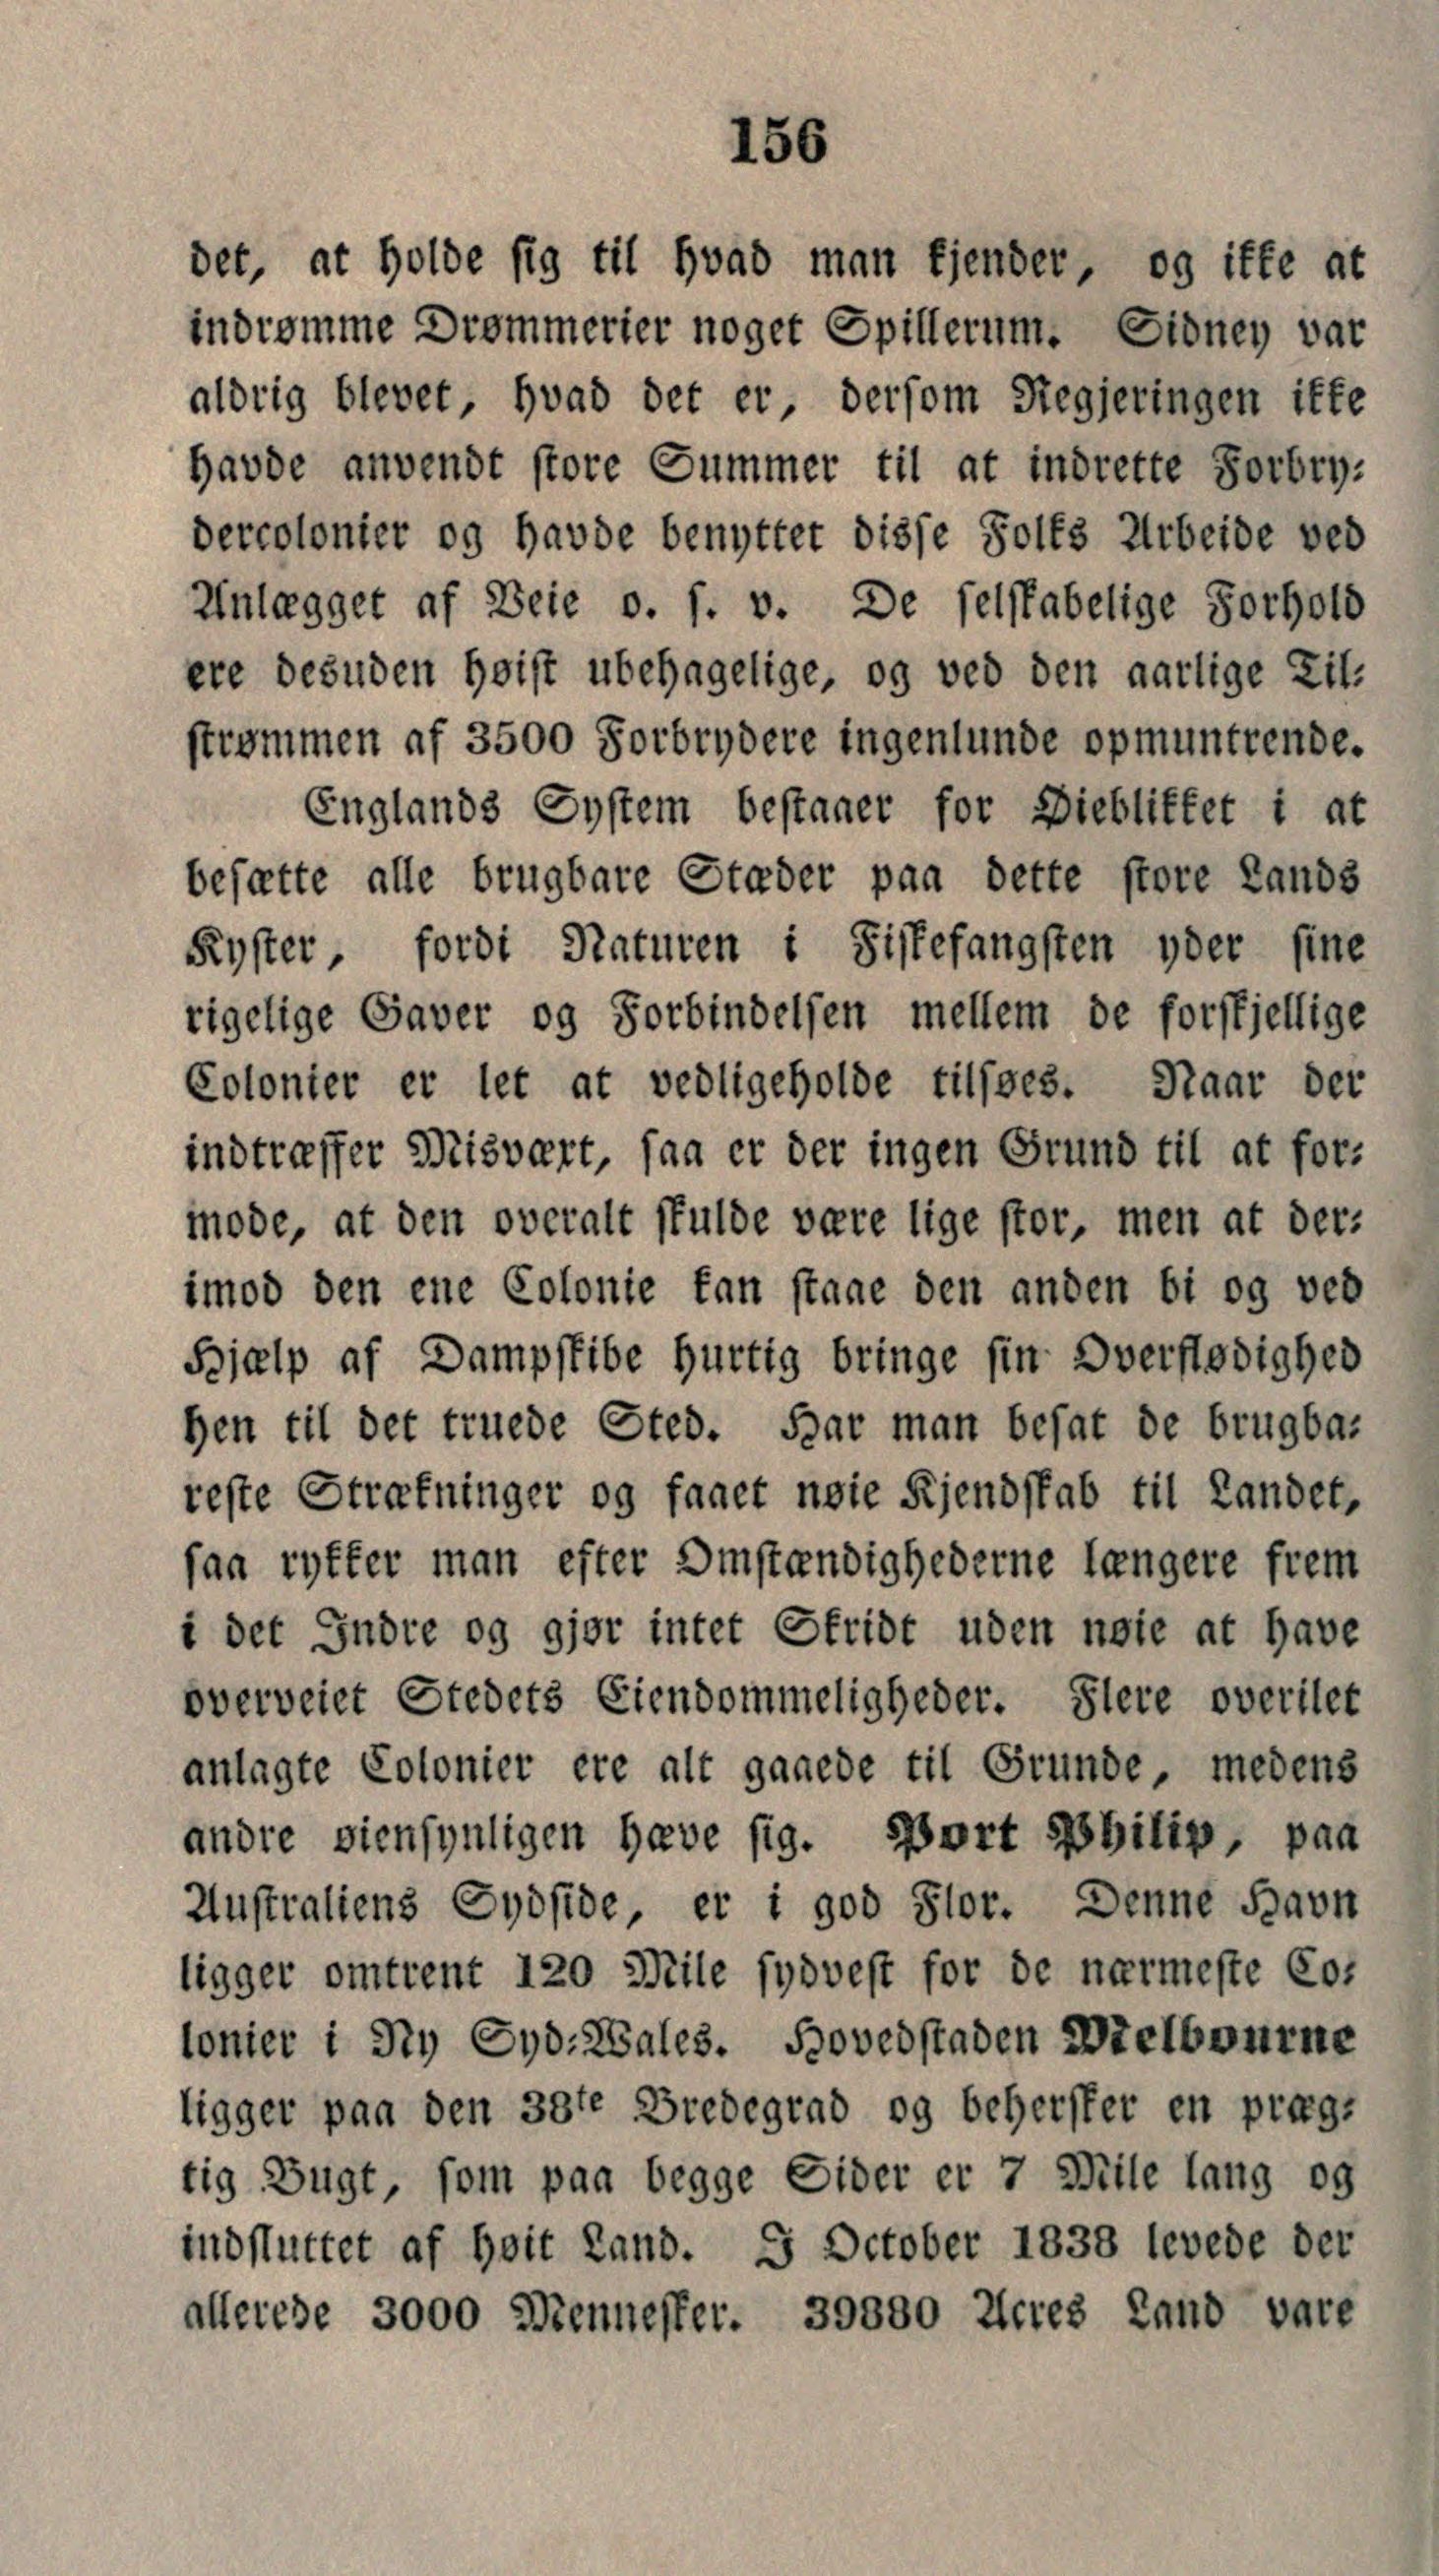 156
det, at holde sig til hvad man kjender, og ikke at
indrømme Drømmerier noget Spillerum. Sidney var
aldrig blevet, hvad det er, dersom Regjeringen ikke
havde anvendt store Summer til at indrette Forbry-
dercolonier og havde benyttet disse Folks Arbeide ved
Anlægget af Veie o. s. v. De selskabelige Forhold
ere desuden høist ubehagelige, og ved den aarlige Til-
strømmen af 3500 Forbrydere ingenlunde opmuntrende.
Englands System bestaaer for Øieblikket i at
besætte alle brugbare Stæder paa dette store Lands
Kyster, fordi Naturen i Fiskefangsten yder sine
rigelige Gaver og Forbindelsen mellem de forskjellige
Colonier er let at vedligeholde tilsøes. Naar der
indtræffer Misvæxt, saa er der ingen Grund til at for-
mode, at den overalt skulde være lige stor, men at der-
imod den ene Colonie kan staae den anden bi og ved
Hjælp af Dampskibe hurtig bringe sin Overflødighed
hen til det truede Sted. Har man besat de brugba-
reste Strækninger og faaet nøie Kjendskab til Landet,
saa rykker man efter Omstændighederne længere frem
i det Indre og gjør intet Skridt uden nøie at have
overveiet Stedets Eiendommeligheder. Flere overilet
anlagte Colonier ere alt gaaede til Grunde, medens
andre øiensynligen hæve sig. Port Philip, paa
Australiens Sydside, er i god Flor. Denne Havn
ligger omtrent 120 Mile sydvest for de nærmeste Co-
lonier i Ny Syd-Wales. Hovedstaden Melbourne
ligger paa den 38te Bredegrad og behersker en præg-
tig Bugt, som paa begge Sider er 7 Mile lang og
indsluttet af høit Land. I October 1838 levede der
allerede 3000 Mennesker. 39880 Acres Land vare